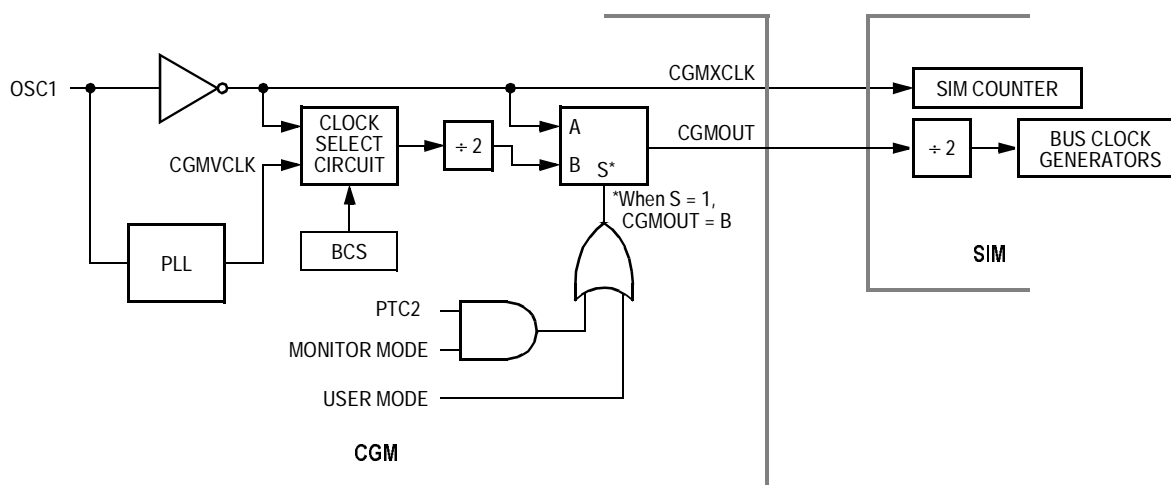 OSC1
CGMXCLK
SIM COUNTER
CLOCK
SELECT
CIRCUIT
÷ 2
A
B
S*
CGMOUT
÷ 2
BUS CLOCK
GENERATORS
CGMVCLK
*When S = 1,
CGMOUT = B
BCS
PLL
SIM
PTC2
MONITOR MODE
USER MODE
CGM